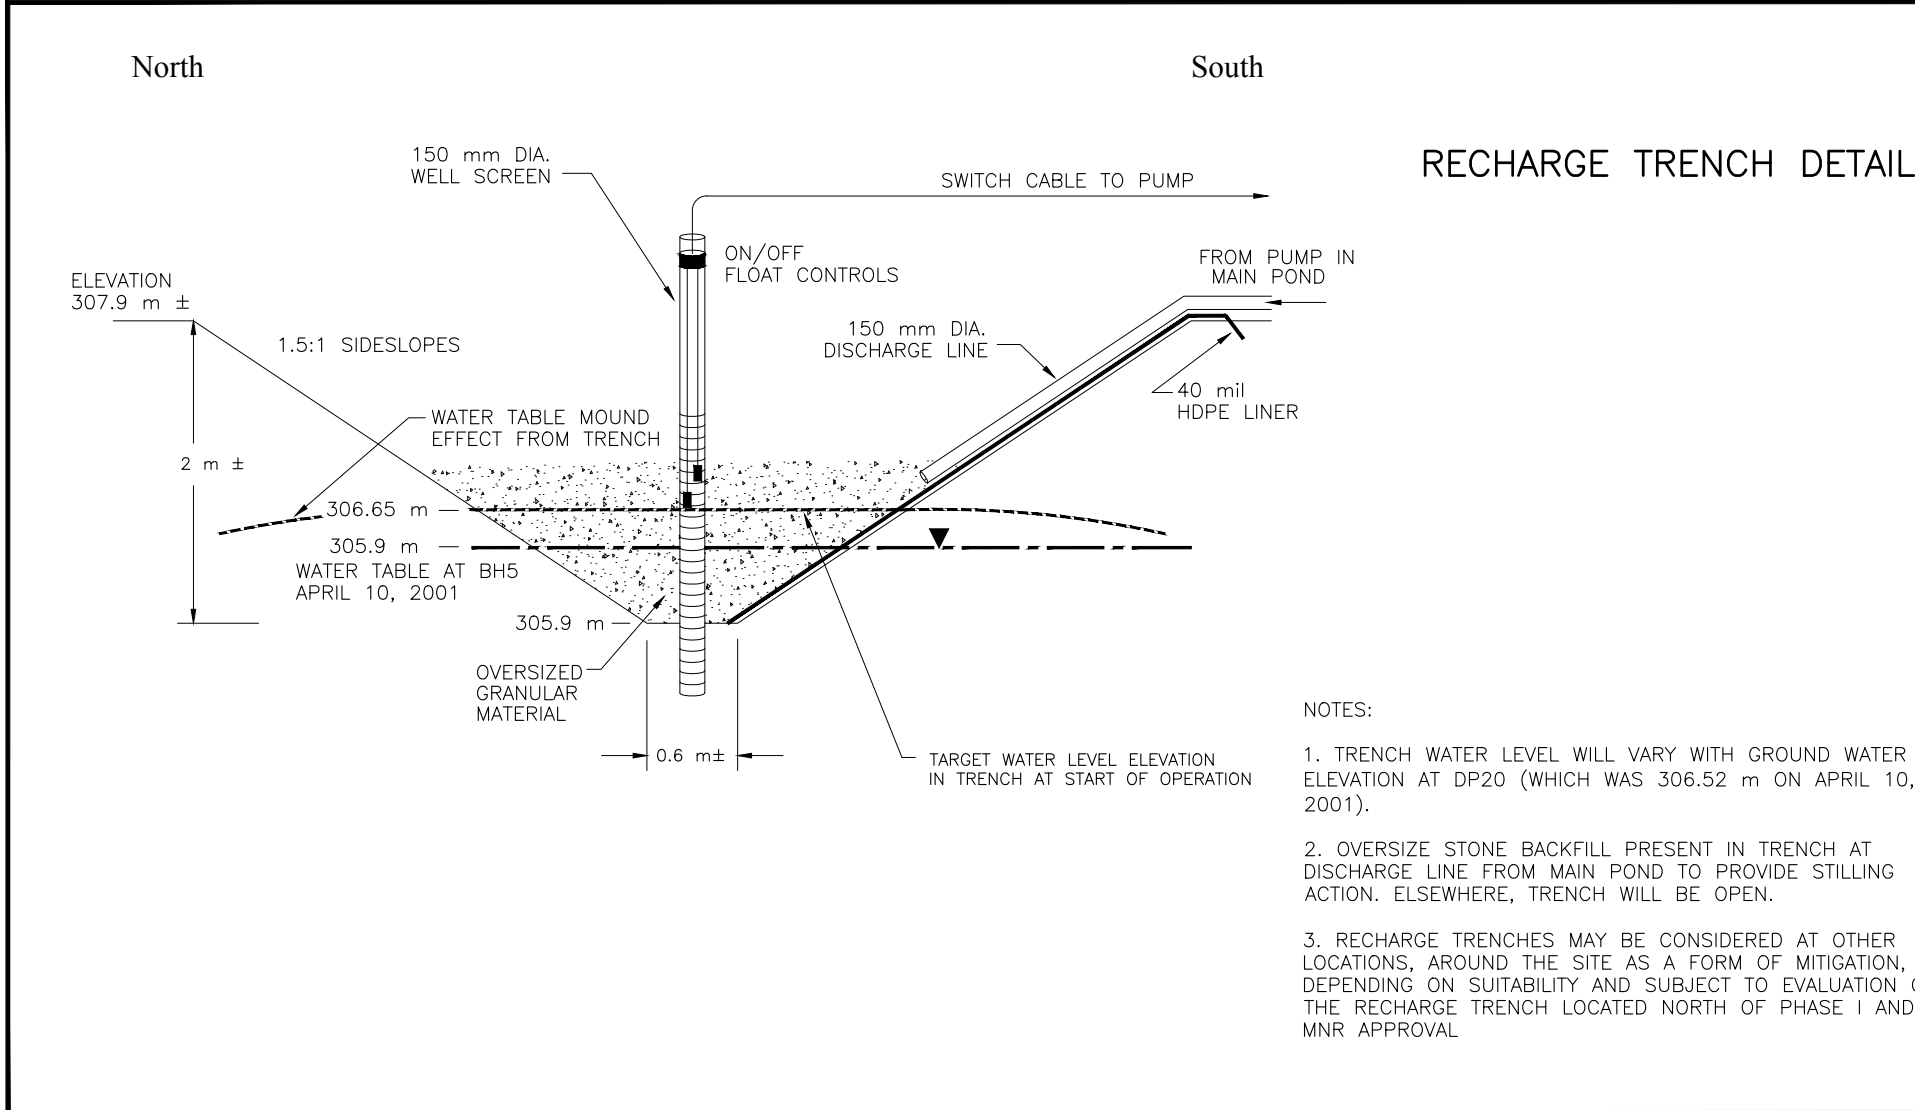 North
South
RECHARGE TRENCH DETAIL
150 mm DIA.
WELL SCREEN
SWITCH CABLE TO PUMP
ON/OFF
FLOAT CONTROLS
FROM PUMP IN
MAIN POND
ELEVATION
307.9 m ±
1.5:1 SIDESLOPES
150 mm DIA.
DISCHARGE LINE
40 mil
HDPE LINER
WATER TABLE MOUND
EFFECT FROM TRENCH
2 m ±
306.65 m
305.9 m
WATER TABLE AT BH5
APRIL 10, 2001
305.9 m
OVERSIZED
GRANULAR
MATERIAL
0.6 m±
TARGET WATER LEVEL ELEVATION
IN TRENCH AT START OF OPERATION
NOTES:
1. TRENCH WATER LEVEL WILL VARY WITH GROUND WATER
ELEVATION AT DP20 (WHICH WAS 306.52 m ON APRIL 10,
2001).
2. OVERSIZE STONE BACKFILL PRESENT IN TRENCH AT
DISCHARGE LINE FROM MAIN POND TO PROVIDE STILLING
ACTION. ELSEWHERE, TRENCH WILL BE OPEN.
3. RECHARGE TRENCHES MAY BE CONSIDERED AT OTHER
LOCATIONS, AROUND THE SITE AS A FORM OF MITIGATION,
DEPENDING ON SUITABILITY AND SUBJECT TO EVALUATION
THE RECHARGE TRENCH LOCATED NORTH OF PHASE I AND
MNR APPROVAL